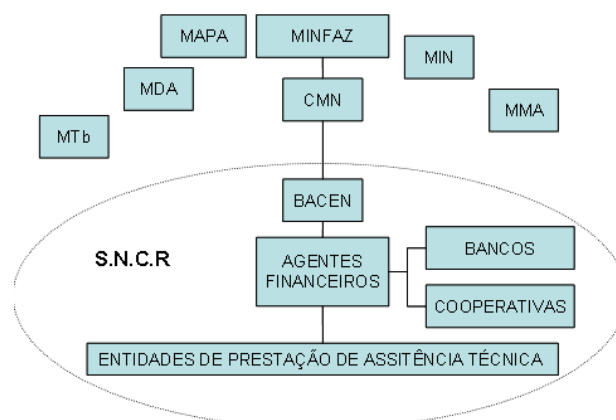 MAPA
MINFAZ
MIN
MDA
CMN
MMA
MTb
BACEN
S.N.C.R
AGENTES
FINANCEIROS
BANCOS
COOPERATIVAS
ENTIDADES DE PRESTAÇÃO DE ASSITÊNCIA TÉCNICA